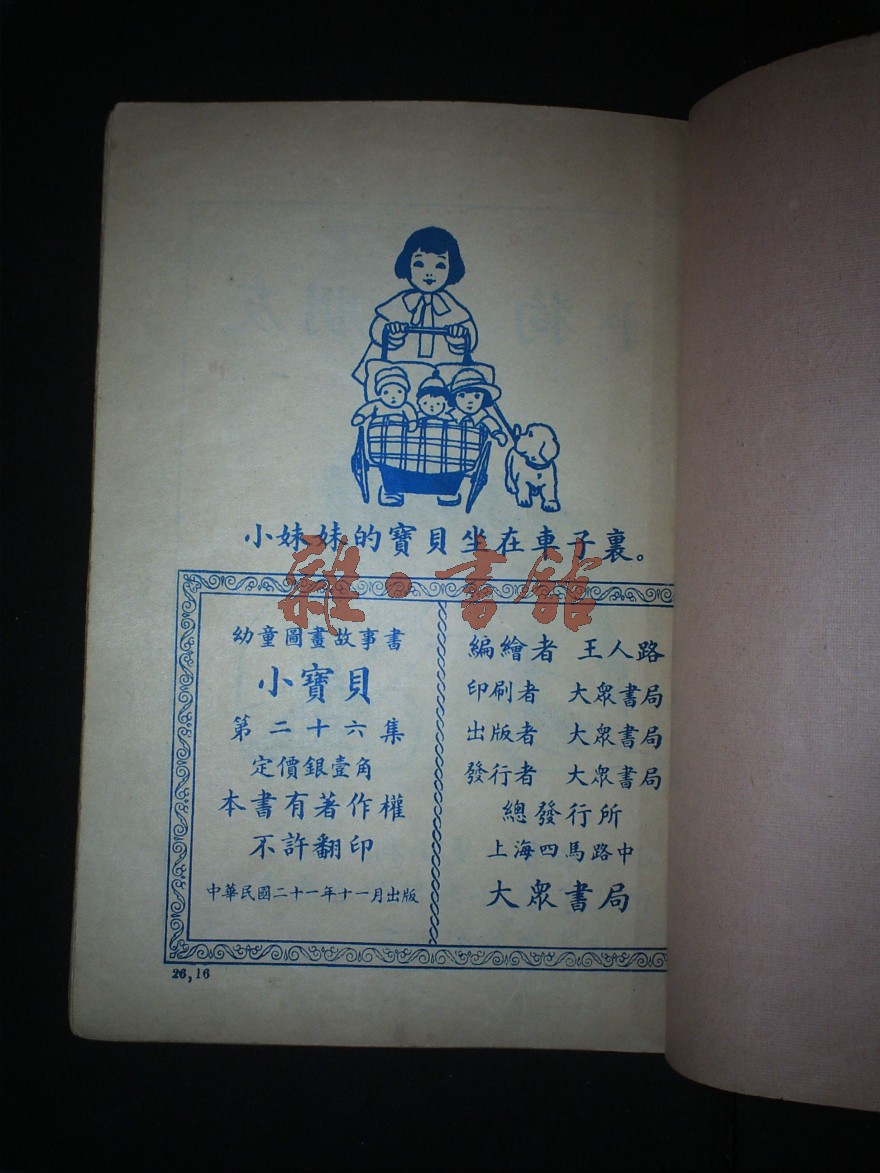 小妹妹的寶貝坐在車子裏。
雜·書館
幼童圖畫故事書
小寶貝
第二十六集
定價銀壹角
本書有著作權
不許翻印
中華民國二十一年十一月出版
編繪者 王人路
印刷者 大眾書局
出版者 大眾書局
發行者 大眾書局
總發行所
上海四馬路中
大眾書局
26,16